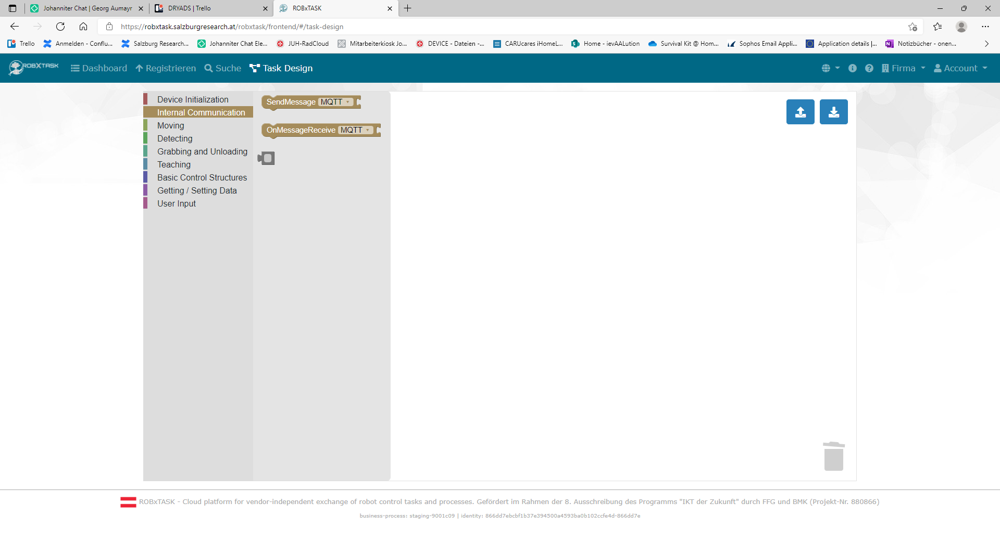 Johanniter Chat | Georg Aumayr
DRYADS | Trello
ROBxTASK
https://robxtask.salzburgresearch.at/robxtask/frontend/#/task-design
Trello
Anmelden - Conflu...
Salzburg Research...
Johanniter Chat Ele...
JUH-RadCloud
Mitarbeiterkiosk Jo...
DEVICE - Dateien -...
CARUcares iHomeL...
Home - ievAALution
Survival Kit @ Hom...
Sophos Email Appli...
Application details |...
Notizbücher - onen...
ROBXTASK
Dashboard
Registrieren
Suche
Task Design
Firma
Account
Device Initialization
Internal Communication
Moving
Detecting
Grabbing and Unloading
Teaching
Basic Control Structures
Getting / Setting Data
User Input
SendMessage MQTT
OnMessageReceive MQTT
ROBxTASK - Cloud platform for vendor-independent exchange of robot control tasks and processes. Gefördert im Rahmen der 8. Ausschreibung des Programms "IKT der Zukunft" durch FFG und BMK (Projekt-Nr. 880866)
business-process: staging-9001c09 | identity: 866dd7ebcbf1b37e394500a4593ba0b102ccfe4d-866dd7e